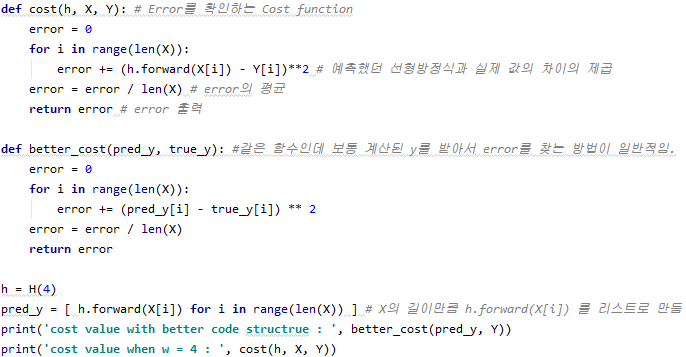 def cost(h, X, Y): # Error를 확인하는 Cost function
    error = 0
    for i in range(len(X)):
        error += (h.forward(X[i]) - Y[i])**2 # 예측했던 선형방정식과 실제 값의 차이의 제곱
    error = error / len(X) # error의 평균
    return error # error 출력
def better_cost(pred_y, true_y): #같은 함수인데 보통 계산된 y를 받아서 error를 찾는 방법이 일반적임.
    error = 0
    for i in range(len(X)):
        error += (pred_y[i] - true_y[i]) ** 2
    error = error / len(X)
    return error
h = H(4)
pred_y = [ h.forward(X[i]) for i in range(len(X)) ] # X의 길이만큼 h.forward(X[i]) 를 리스트로 만듦
print('cost value with better code structrue : ', better_cost(pred_y, Y))
print('cost value when w = 4 : ', cost(h, X, Y))